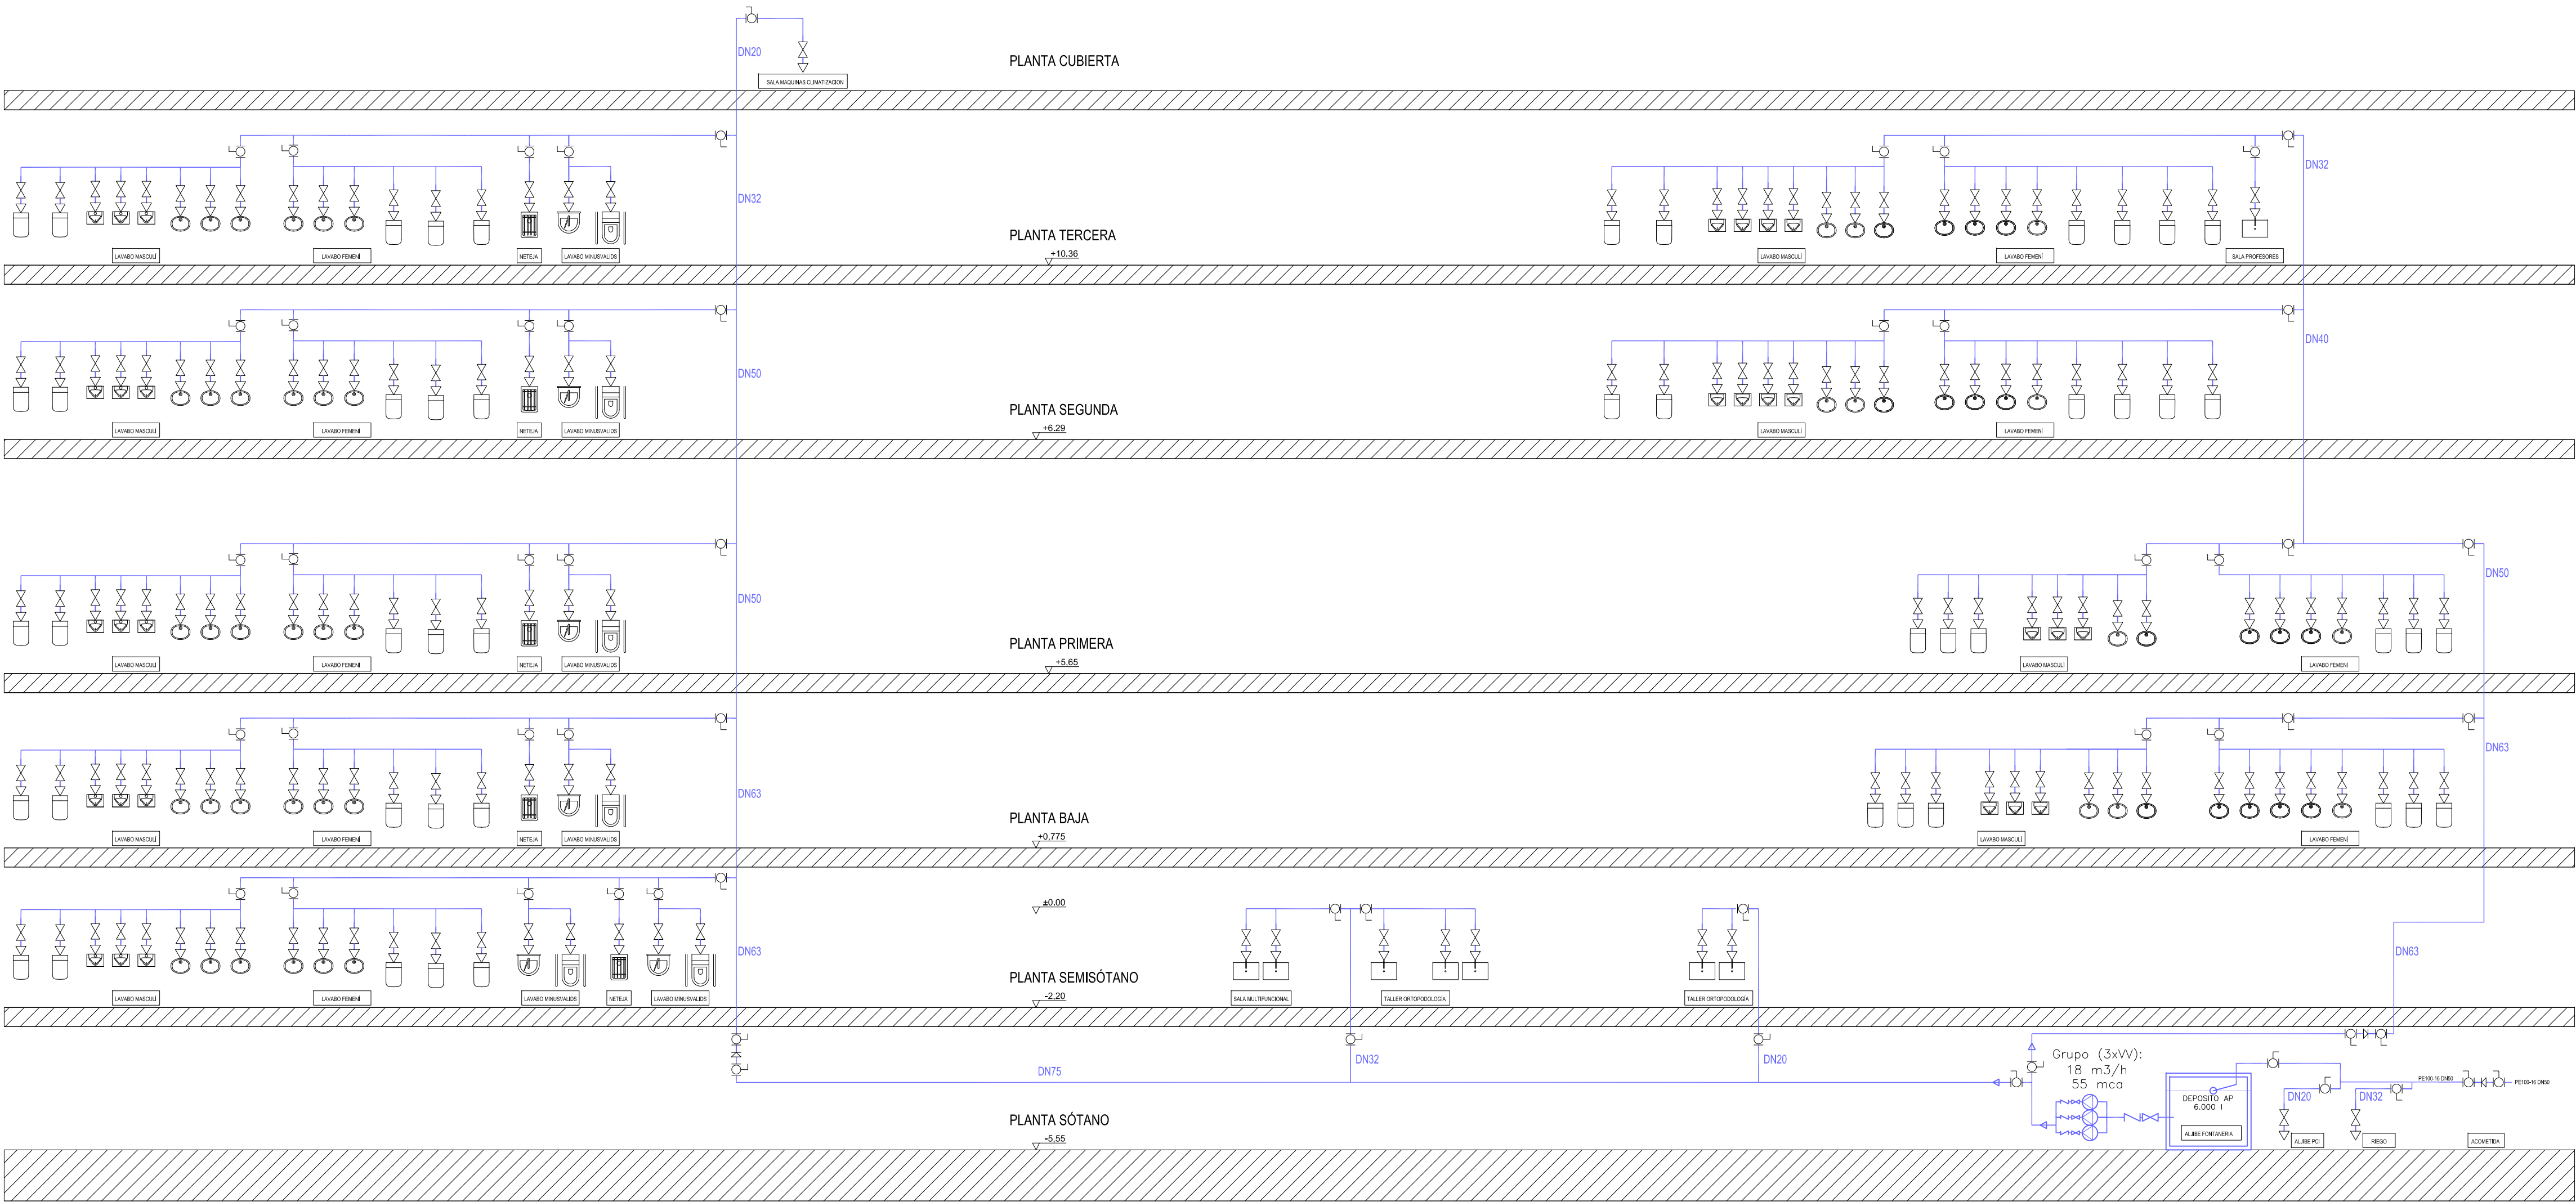 DN20
PLANTA CUBIERTA
SALA MAQUINAS CLIMATIZACION
DN32
DN32
PLANTA TERCERA
+10.36
LAVABO MASCULÍ
LAVABO FEMENÍ
NETEJA
LAVABO MINUSVALIDS
LAVABO MASCULÍ
LAVABO FEMENÍ
SALA PROFESORES
DN40
DN50
PLANTA SEGUNDA
+6.29
LAVABO MASCULÍ
LAVABO FEMENÍ
NETEJA
LAVABO MINUSVALIDS
LAVABO MASCULÍ
LAVABO FEMENÍ
DN50
DN50
PLANTA PRIMERA
+5,65
LAVABO MASCULÍ
LAVABO FEMENÍ
NETEJA
LAVABO MINUSVALIDS
LAVABO MASCULÍ
LAVABO FEMENÍ
DN63
DN63
PLANTA BAJA
+0,775
LAVABO MASCULÍ
LAVABO FEMENÍ
NETEJA
LAVABO MINUSVALIDS
LAVABO MASCULÍ
LAVABO FEMENÍ
±0.00
DN63
DN63
PLANTA SEMISÓTANO
-2,20
LAVABO MASCULÍ
LAVABO FEMENÍ
LAVABO MINUSVALIDS
NETEJA
LAVABO MINUSVALIDS
SALA MULTIFUNCIONAL
TALLER ORTOPODOLOGÍA
TALLER ORTOPODOLOGÍA
DN75
DN32
DN20
Grupo (3xVV):
18 m3/h
55 mca
DEPOSITO AP
6.000 l
ALJIBE FONTANERIA
DN20
DN32
PE100-16 DN50
PE100-16 DN50
ALJIBE PCI
RIEGO
ACOMETIDA
PLANTA SÓTANO
-5,55